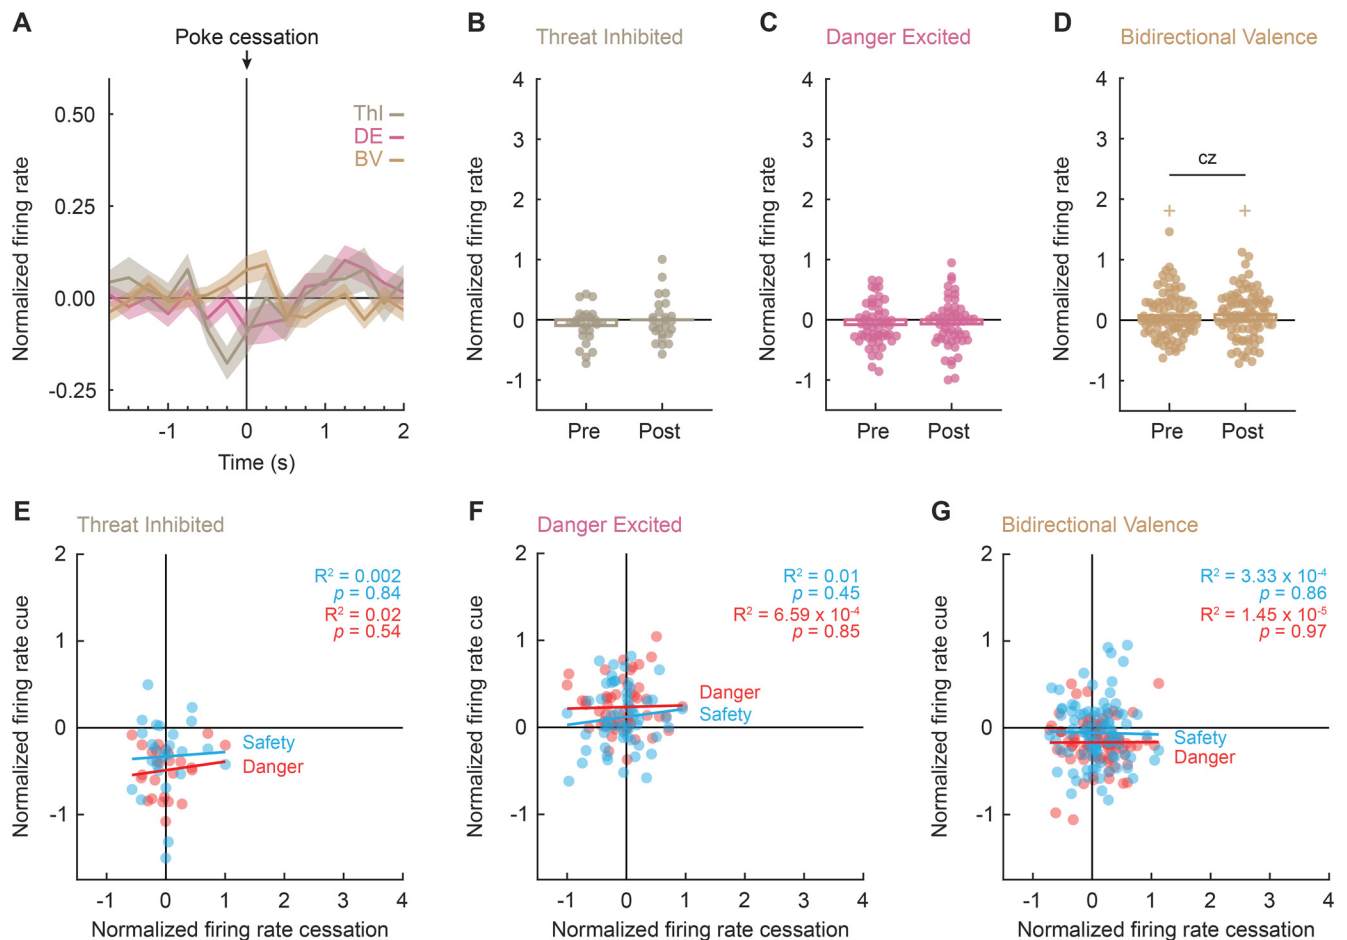 A
Poke cessation
Normalized firing rate
0.50
0.25
0.00
-0.25
ThI
DE
BV
-1
0
1
2
Time (s)
B
Threat Inhibited
Normalized firing rate
4
3
2
1
0
-1
Pre
Post
C
Danger Excited
Normalized firing rate
4
3
2
1
0
-1
Pre
Post
D
Bidirectional Valence
Normalized firing rate
4
3
2
1
0
-1
cz
+
+
Pre
Post
E
Threat Inhibited
Normalized firing rate cue
2
1
0
-1
R² = 0.002
p = 0.84
R² = 0.02
p = 0.54
Safety
Danger
-1
0
1
2
3
4
Normalized firing rate cessation
F
Danger Excited
Normalized firing rate cue
2
1
0
-1
R² = 0.01
p = 0.45
R² = 6.59 x 10⁻⁴
p = 0.85
Danger
Safety
-1
0
1
2
3
4
Normalized firing rate cessation
G
Bidirectional Valence
Normalized firing rate cue
2
1
0
-1
R² = 3.33 x 10⁻⁴
p = 0.86
R² = 1.45 x 10⁻⁵
p = 0.97
Safety
Danger
-1
0
1
2
3
4
Normalized firing rate cessation